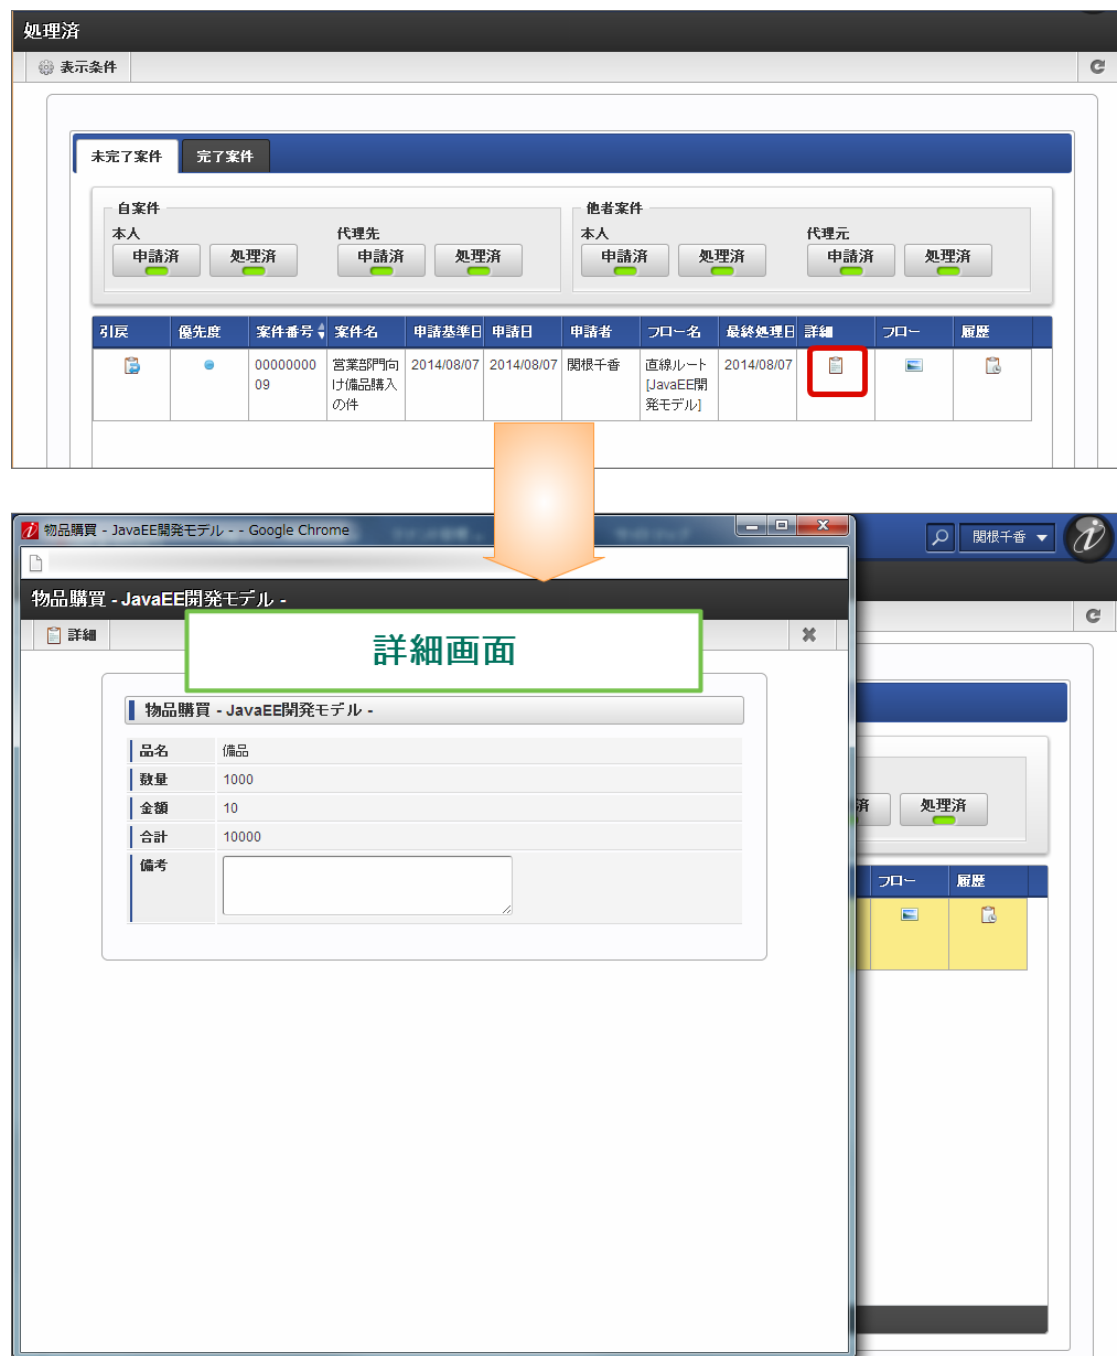 処理済
表示条件
未完了案件 完了案件
自案件 他者案件
本人 代理先 本人 代理元
申請済 処理済 申請済 処理済 申請済 処理済 申請済 処理済
引戻 優先度 案件番号 案件名 申請基準日 申請日 申請者 フロー名 最終処理日 詳細 フロー 履歴
00000000 営業部門向 2014/08/07 2014/08/07 関根千香 直線ルート 2014/08/07
09 け備品購入 [JavaEE開
の件 発モデル]
物品購買 - JavaEE開発モデル - - Google Chrome
関根千香
物品購買 - JavaEE開発モデル -
詳細
詳細画面
物品購買 - JavaEE開発モデル -
品名 備品
数量 1000
金額 10
合計 10000
備考
済 処理済
フロー 履歴